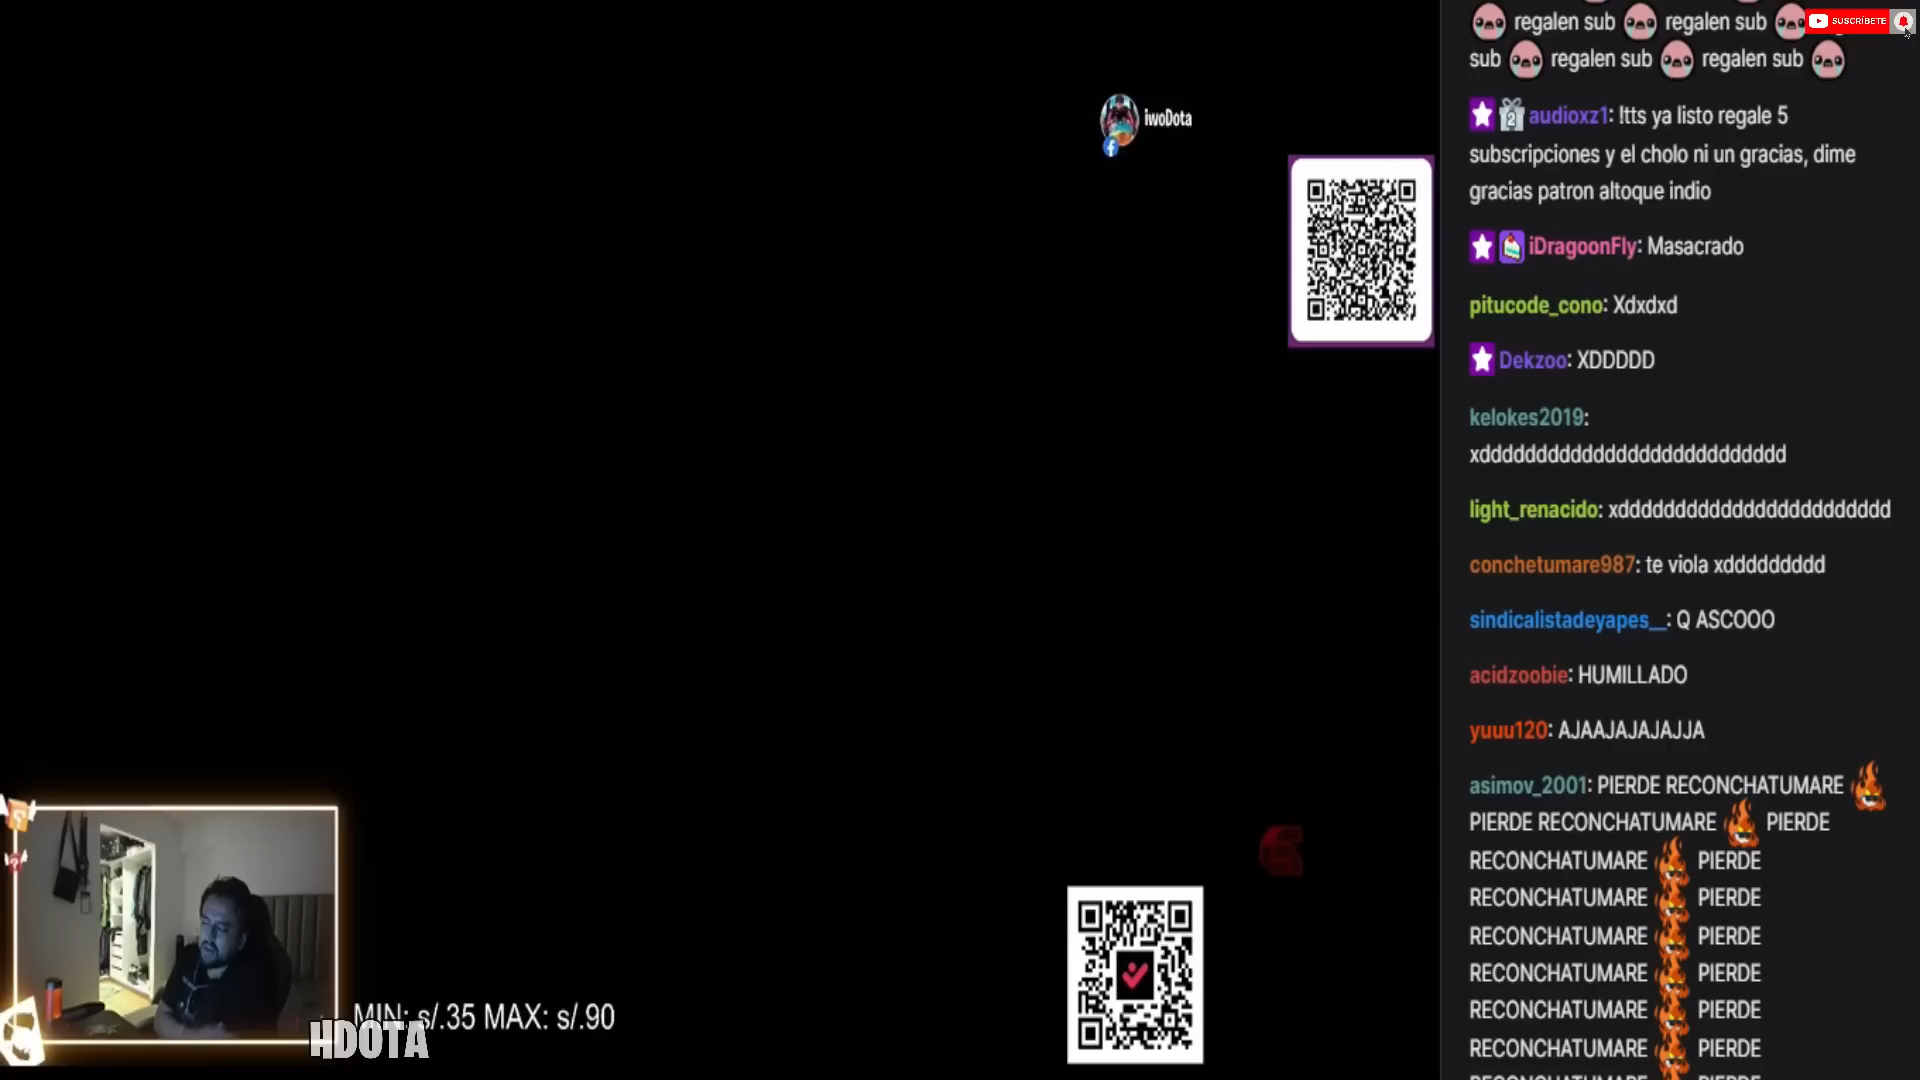 iwoDota
MIN: s/.35 MAX: s/.90
HDOTA
SUSCRÍBETE
regalen sub regalen sub
sub regalen sub regalen sub
audioxz1: !tts ya listo regale 5
subscripciones y el cholo ni un gracias, dime
gracias patron altoque indio
iDragoonFly: Masacrado
pitucode_cono: Xdxdxd
Dekzoo: XDDDDD
kelokes2019:
xddddddddddddddddddddddddddd
light_renacido: xdddddddddddddddddddddddd
conchetumare987: te viola xddddddddd
sindicalistadeyapes__: Q ASCOOO
acidzoobie: HUMILLADO
yuuu120: AJAAJAJAJAJJA
asimov_2001: PIERDE RECONCHATUMARE
PIERDE RECONCHATUMARE PIERDE
RECONCHATUMARE PIERDE
RECONCHATUMARE PIERDE
RECONCHATUMARE PIERDE
RECONCHATUMARE PIERDE
RECONCHATUMARE PIERDE
RECONCHATUMARE PIERDE